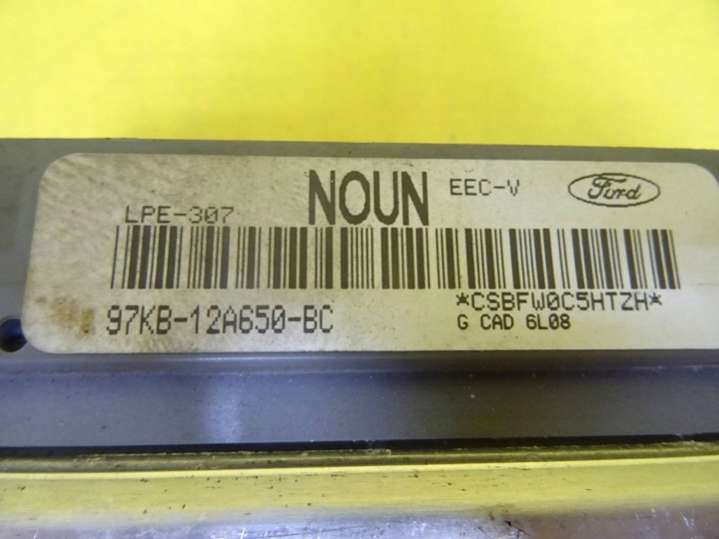 NOUN EEC-V Ford
LPE-307
*CSBFW0C5HTZH*
97KB-12A650-BC
G CAD 6L08